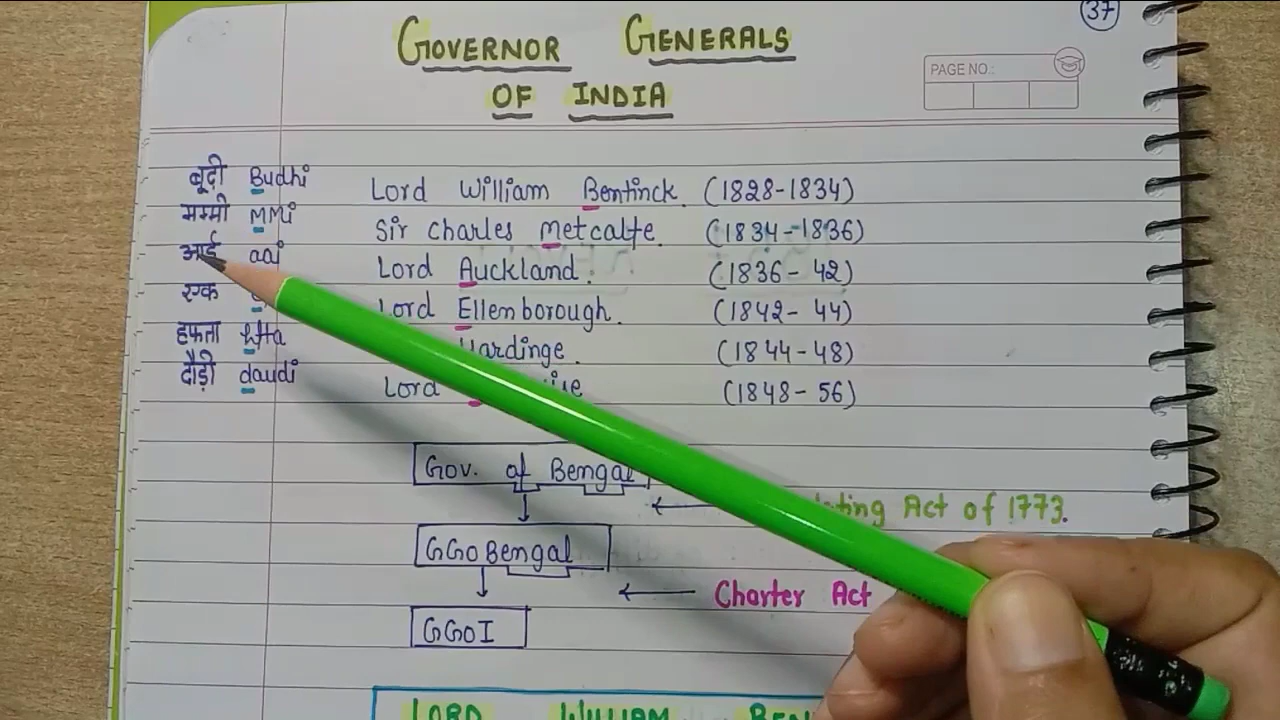 37
GOVERNOR GENERALS
OF INDIA
PAGE NO.:
बूढ़ी Budhi Lord William Bentinck (1828-1834)
मम्मी MMi Sir Charles Metcalfe. (1834-1836)
आई aai Lord Auckland. (1836-42)
एक Lord Ellenborough. (1842-44)
हफता hfta Hardinge. (1844-48)
दौड़ी daudi Lord (1848-56)
Gov. of Bengal
Act of 1773.
GGoBengal
Charter Act
GGoI
LORD WILLIAM